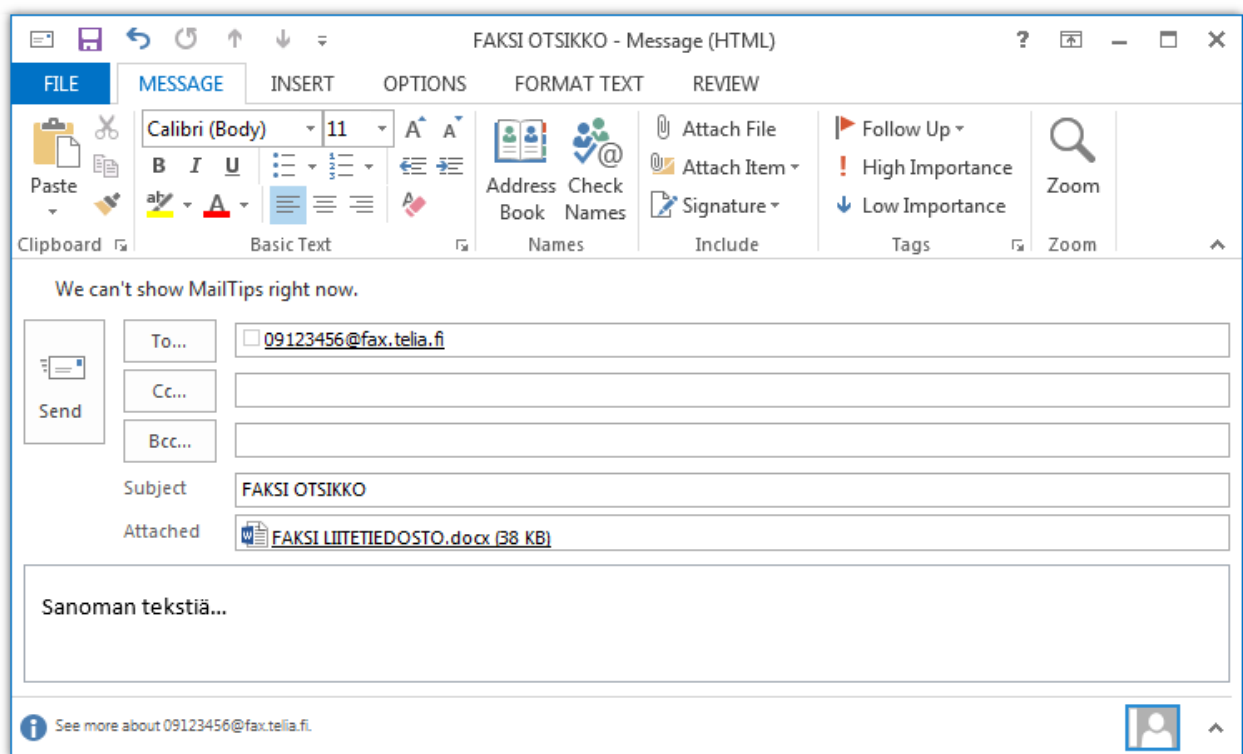 FAKSI OTSIKKO - Message (HTML) ?
FILE MESSAGE INSERT OPTIONS FORMAT TEXT REVIEW
Paste
Clipboard
Calibri (Body) 11 A A
B I U
aby A
Basic Text
Address Book
Check Names
Names
Attach File
Attach Item
Signature
Include
Follow Up
! High Importance
Low Importance
Tags
Zoom
Zoom
We can't show MailTips right now.
Send
To... 09123456@fax.telia.fi
Cc...
Bcc...
Subject FAKSI OTSIKKO
Attached FAKSI LIITETIEDOSTO.docx (38 KB)
Sanoman tekstiä...
See more about 09123456@fax.telia.fi.